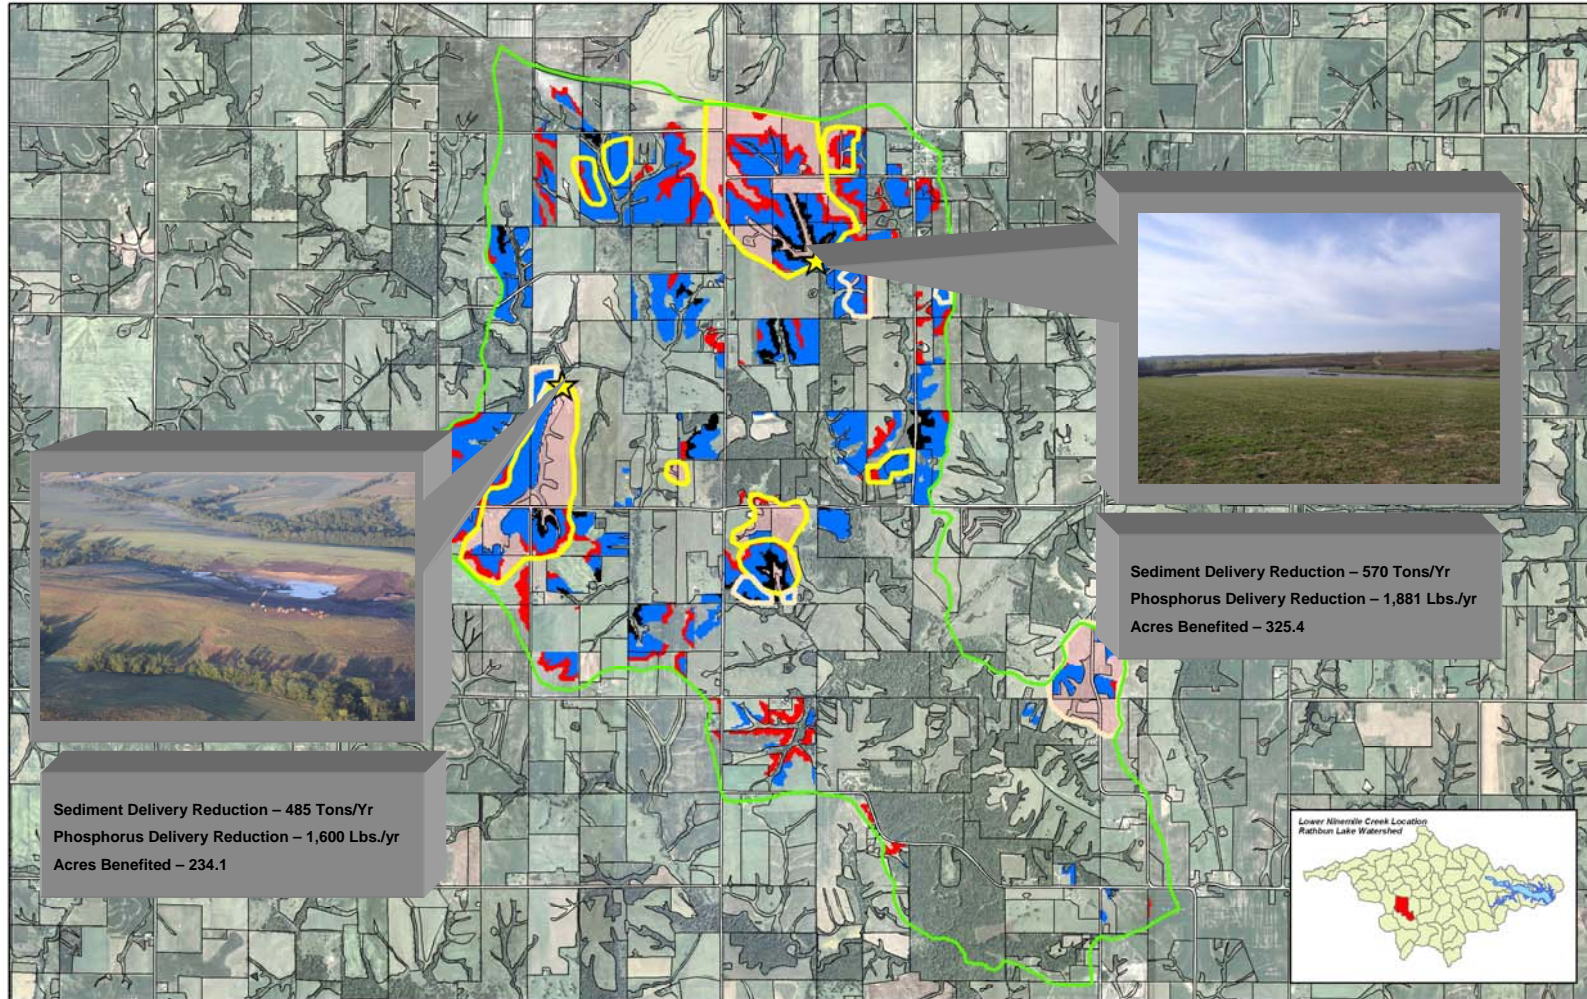 Sediment Delivery Reduction – 570 Tons/Yr
Phosphorus Delivery Reduction – 1,881 Lbs./yr
Acres Benefited – 325.4
Sediment Delivery Reduction – 485 Tons/Yr
Phosphorus Delivery Reduction – 1,600 Lbs./yr
Acres Benefited – 234.1
Lower Ninemile Creek Location
Rathbun Lake Watershed